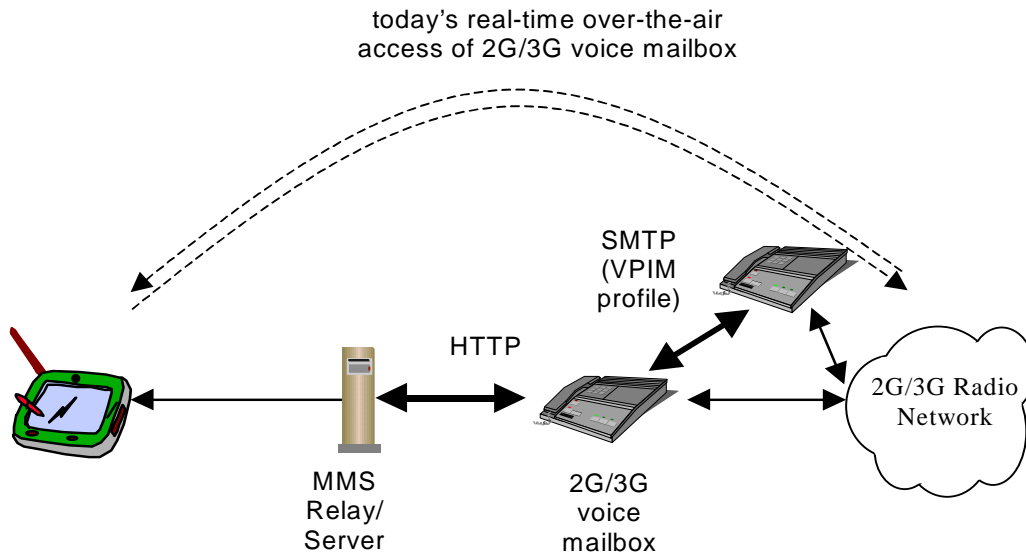 today's real-time over-the-air
access of 2G/3G voice mailbox
SMTP
(VPIM
profile)
HTTP
2G/3G Radio
Network
MMS
Relay/
Server
2G/3G
voice
mailbox